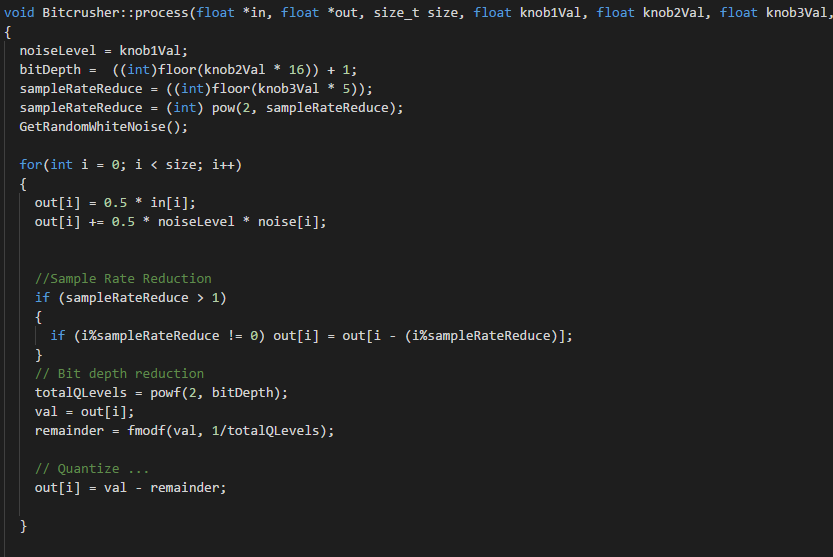 void Bitcrusher::process(float *in, float *out, size_t size, float knob1Val, float knob2Val, float knob3Val,
{
noiseLevel = knob1Val;
bitDepth =  ((int)floor(knob2Val * 16)) + 1;
sampleRateReduce = ((int)floor(knob3Val * 5));
sampleRateReduce = (int) pow(2, sampleRateReduce);
GetRandomWhiteNoise();
for(int i = 0; i < size; i++)
{
out[i] = 0.5 * in[i];
out[i] += 0.5 * noiseLevel * noise[i];
//Sample Rate Reduction
if (sampleRateReduce > 1)
{
if (i%sampleRateReduce != 0) out[i] = out[i - (i%sampleRateReduce)];
}
// Bit depth reduction
totalQLevels = powf(2, bitDepth);
val = out[i];
remainder = fmodf(val, 1/totalQLevels);
// Quantize ...
out[i] = val - remainder;
}